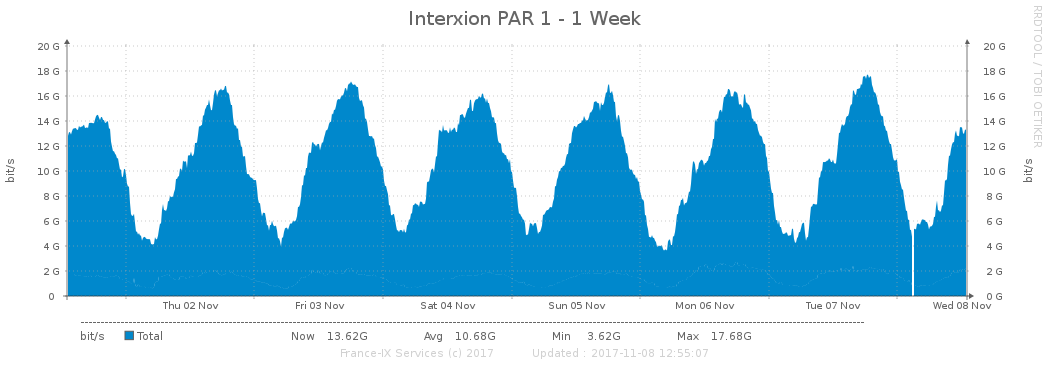 Interxion PAR 1 - 1 Week
RRDTOOL / TOBI OETIKER
20 G 20 G
18 G 18 G
16 G 16 G
14 G 14 G
12 G 12 G
10 G 10 G
8 G 8 G
6 G 6 G
4 G 4 G
2 G 2 G
0 0 G
bit/s
bit/s
Thu 02 Nov Fri 03 Nov Sat 04 Nov Sun 05 Nov Mon 06 Nov Tue 07 Nov Wed 08 Nov
bit/s Total Now 13.62G Avg 10.68G Min 3.62G Max 17.68G
France-IX Services (c) 2017 Updated : 2017-11-08 12:55:07